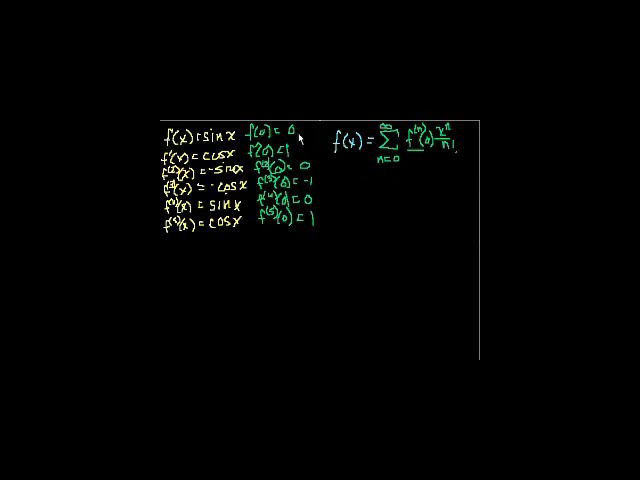 f(x) = sin x f(0) = 0
f'(x) = cos x f'(0) = 1
f⁽²⁾(x) = -sin x f⁽²⁾(0) = 0
f⁽³⁾(x) = -cos x f⁽³⁾(0) = -1
f⁽⁴⁾(x) = sin x f⁽⁴⁾(0) = 0
f⁽⁵⁾(x) = cos x f⁽⁵⁾(0) = 1
f(x) = ∑_{n=0}^{∞} f⁽ⁿ⁾(0) xⁿ/n!